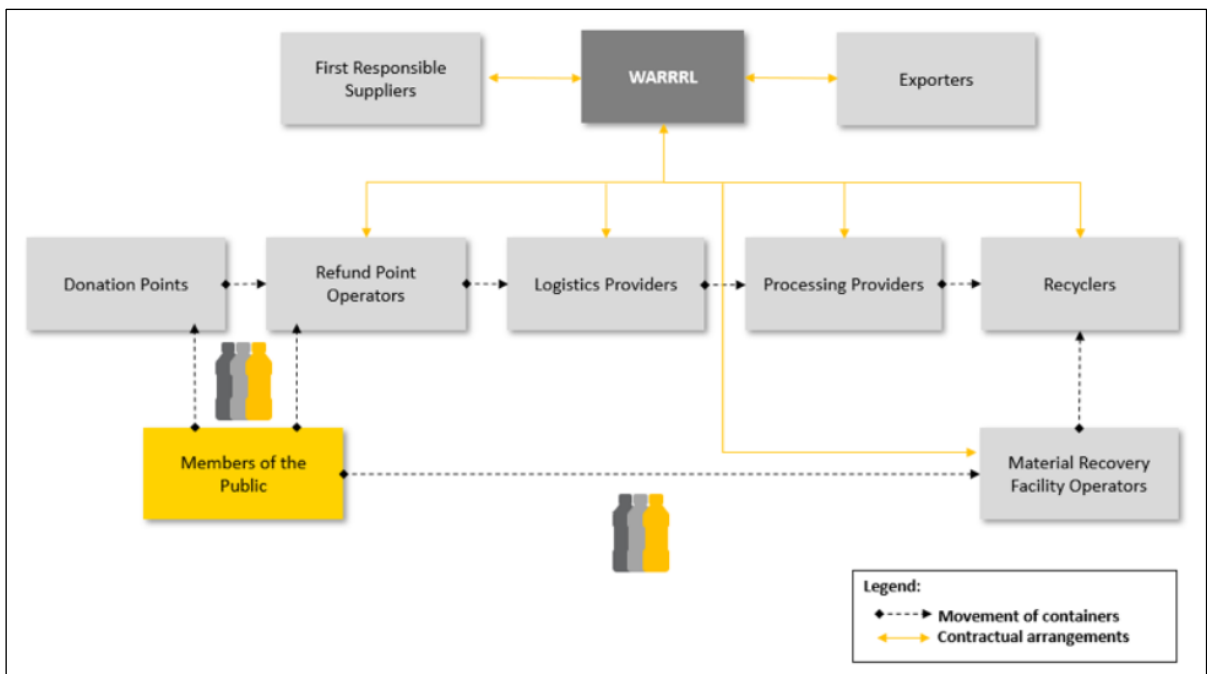 First Responsible
Suppliers
WARRRL
Exporters
Donation Points
Refund Point
Operators
Logistics Providers
Processing Providers
Recyclers
Members of the
Public
Material Recovery
Facility Operators
Legend:
Movement of containers
Contractual arrangements